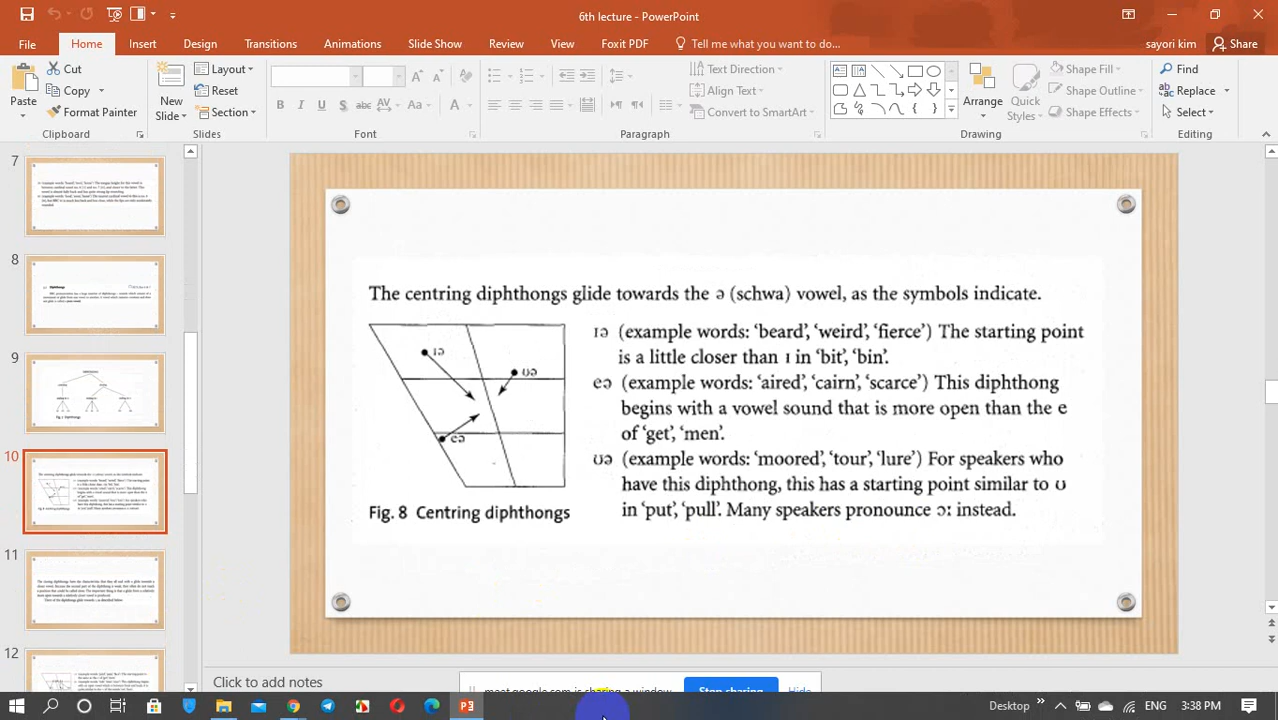 6th lecture - PowerPoint
File Home Insert Design Transitions Animations Slide Show Review View Foxit PDF Tell me what you want to do... sayori kim Share
Paste Cut Copy Format Painter
New Slide Layout Reset Section
Text Direction Align Text Convert to SmartArt
Arrange Quick Styles Shape Fill Shape Outline Shape Effects
Find Replace Select
Clipboard Slides Font Paragraph Drawing Editing
7
8
9
10
11
12
The centring diphthongs glide towards the ə (schwa) vowel, as the symbols indicate.
ɪə
ʊə
eə
Fig. 8 Centring diphthongs
ɪə (example words: ‘beard’, ‘weird’, ‘fierce’) The starting point
is a little closer than ɪ in ‘bit’, ‘bin’.
eə (example words: ‘aired’, ‘cairn’, ‘scarce’) This diphthong
begins with a vowel sound that is more open than the e
of ‘get’, ‘men’.
ʊə (example words: ‘moored’, ‘tour’, ‘lure’) For speakers who
have this diphthong, this has a starting point similar to ʊ
in ‘put’, ‘pull’. Many speakers pronounce ɔː instead.
Click to add notes
Stop sharing Hide
Desktop ENG 3:38 PM